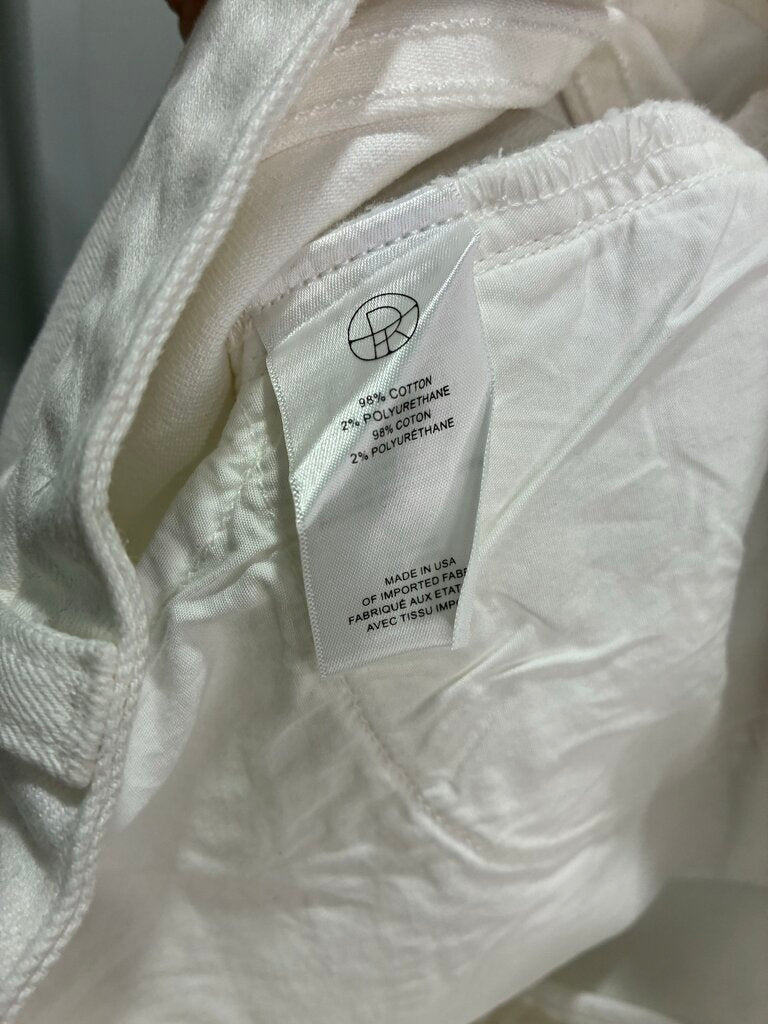 98% COTTON
2% POLYURETHANE
98% COTON
2% POLYURÉTHANE
MADE IN USA
OF IMPORTED
FABRIQUÉ AUX
AVEC TISSU